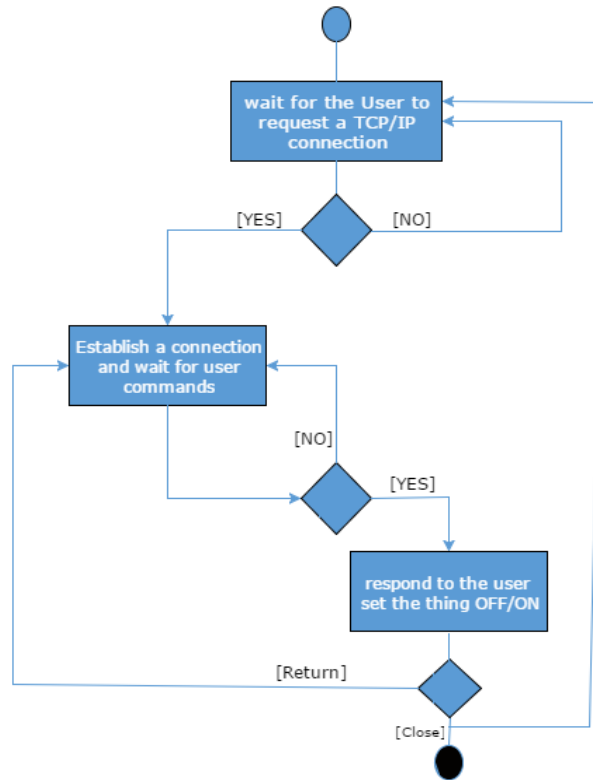 wait for the User to
request a TCP/IP
connection
[YES]
[NO]
Establish a connection
and wait for user
commands
[NO]
[YES]
respond to the user
set the thing OFF/ON
[Return]
[Close]